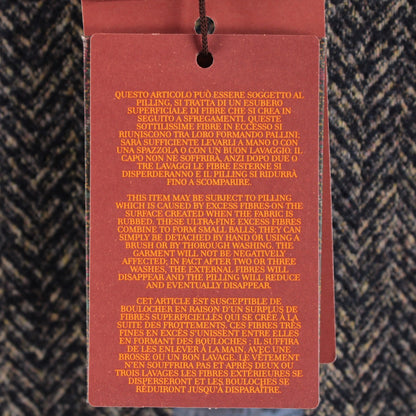 QUESTO ARTICOLO PUÒ ESSERE SOGGETTO AL
PILLING, SI TRATTA DI UN ESUBERO
SUPERFICIALE DI FIBRE CHE SI CREA IN
SEGUITO A SFREGAMENTI. QUESTE
SOTTILISSIME FIBRE IN ECCESSO SI
RIUNISCONO TRA LORO FORMANDO PALLINI;
SARÀ SUFFICIENTE LEVARLI A MANO O CON
UNA SPAZZOLA O CON UN BUON LAVAGGIO. IL
CAPO NON NE SOFFRIRÀ, ANZI DOPO DUE O
TRE LAVAGGI LE FIBRE ESTERNE SI
DISPERDERANNO E IL PILLING SI RIDURRÀ
FINO A SCOMPARIRE.
THIS ITEM MAY BE SUBJECT TO PILLING
WHICH IS CAUSED BY EXCESS FIBRES-ON THE
SURFACE CREATED WHEN THE FABRIC IS
RUBBED. THESE ULTRA-FINE EXCESS FIBRES
COMBINE TO FORM SMALL BALLS; THEY CAN
SIMPLY BE DETACHED BY HAND OR USING A
BRUSH OR BY THOROUGH WASHING. THE
GARMENT WILL NOT BE NEGATIVELY
AFFECTED; IN FACT AFTER TWO OR THREE
WASHES, THE EXTERNAL FIBRES WILL
DISAPPEAR AND THE PILLING WILL REDUCE
AND EVENTUALLY DISAPPEAR.
CET ARTICLE EST SUSCEPTIBLE DE
BOULOCHER EN RAISON D'UN SURPLUS DE
FIBRES SUPERFICIELLES QUI SE CRÉE À LA
SUITE DES FROTTEMENTS. CES FIBRES TRÈS
FINES EN EXCÈS S'UNISSENT ENTRE ELLES
EN FORMANT DES BOULOCHES ; IL SUFFIRA
DE LES ENLEVER À LA MAIN, AVEC UNE
BROSSE OU UN BON LAVAGE. LE VÊTEMENT
N'EN SOUFFRIRA PAS ET APRÈS DEUX OU
TROIS LAVAGES LES FIBRES EXTÉRIEURES SE
DISPERSERONT ET LES BOULOCHES SE
RÉDUIRONT JUSQU'À DISPARAÎTRE.